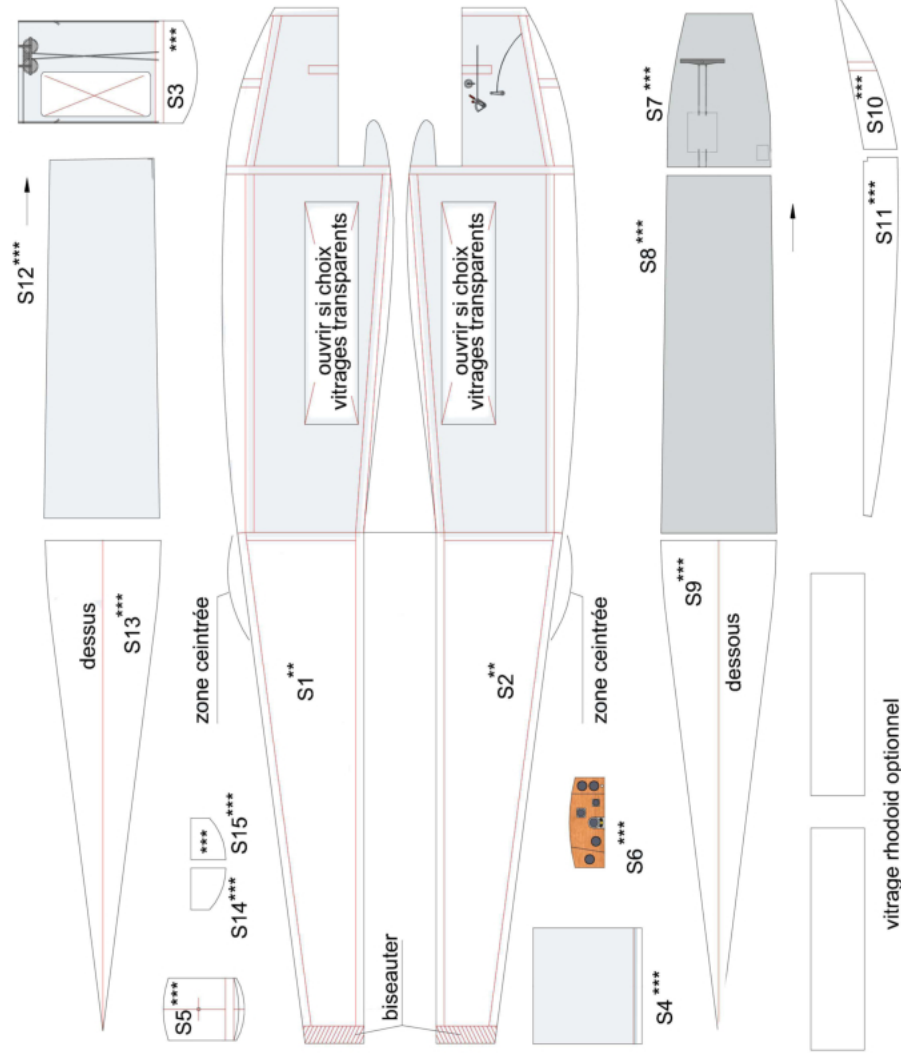 S3 ***
S12 ***
dessus
S13 ***
ouvrir si choix
vitrages transparents
zone ceintrée
S1 **
S15 ***
***
S14 ***
S5 ***
biseauter
ouvrir si choix
vitrages transparents
S2 **
zone ceintrée
S6 ***
S4 ***
S7 ***
S8 ***
S9 ***
dessous
S10 ***
S11 ***
vitrage rhodoid optionnel